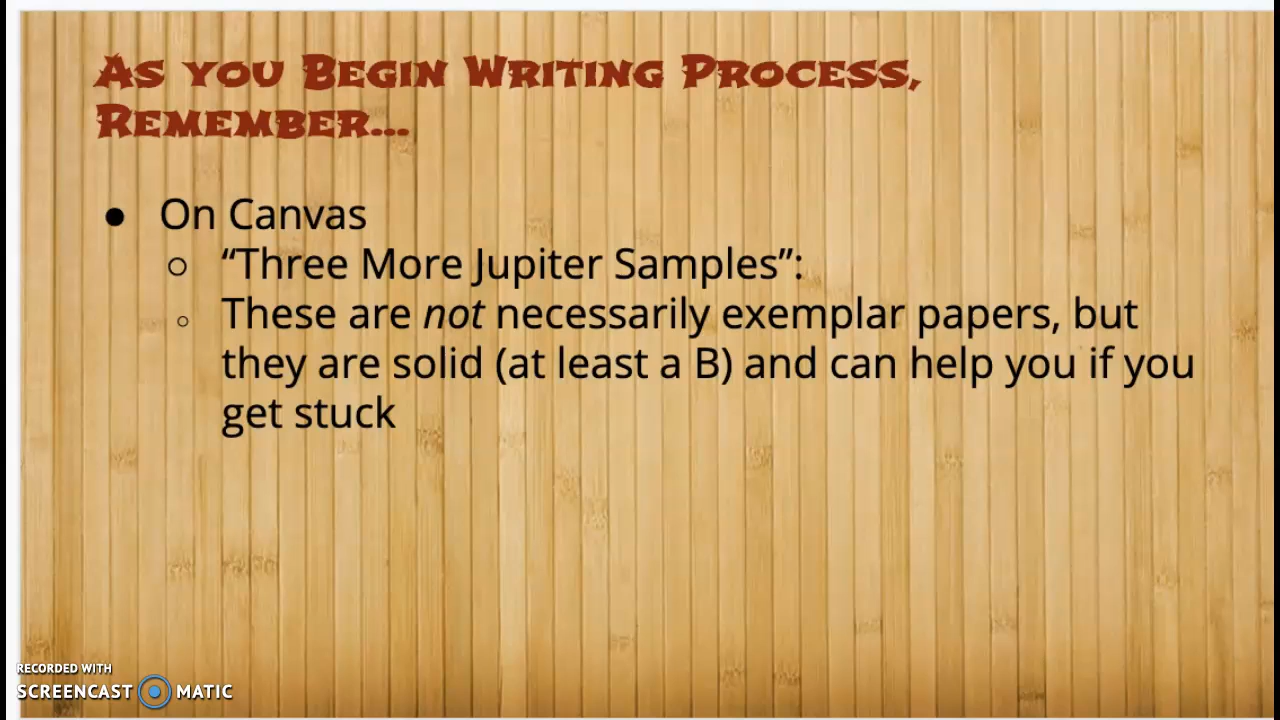 As you Begin Writing Process,
Remember...
● On Canvas
○ “Three More Jupiter Samples”:
○ These are not necessarily exemplar papers, but
they are solid (at least a B) and can help you if you
get stuck
RECORDED WITH
SCREENCAST MATIC